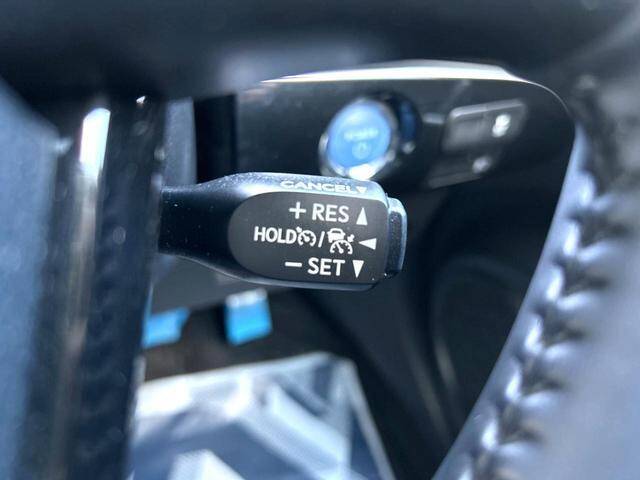 CANCEL
+ RES
HOLD /
− SET